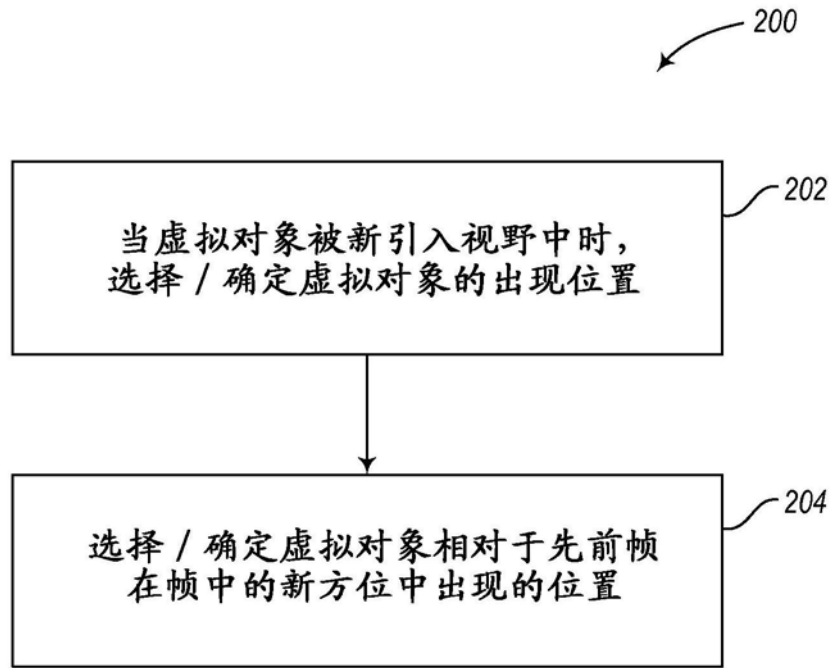 200
202
当虚拟对象被新引入视野中时，
选择 / 确定虚拟对象的出现位置
204
选择 / 确定虚拟对象相对于先前帧
在帧中的新方位中出现的位置